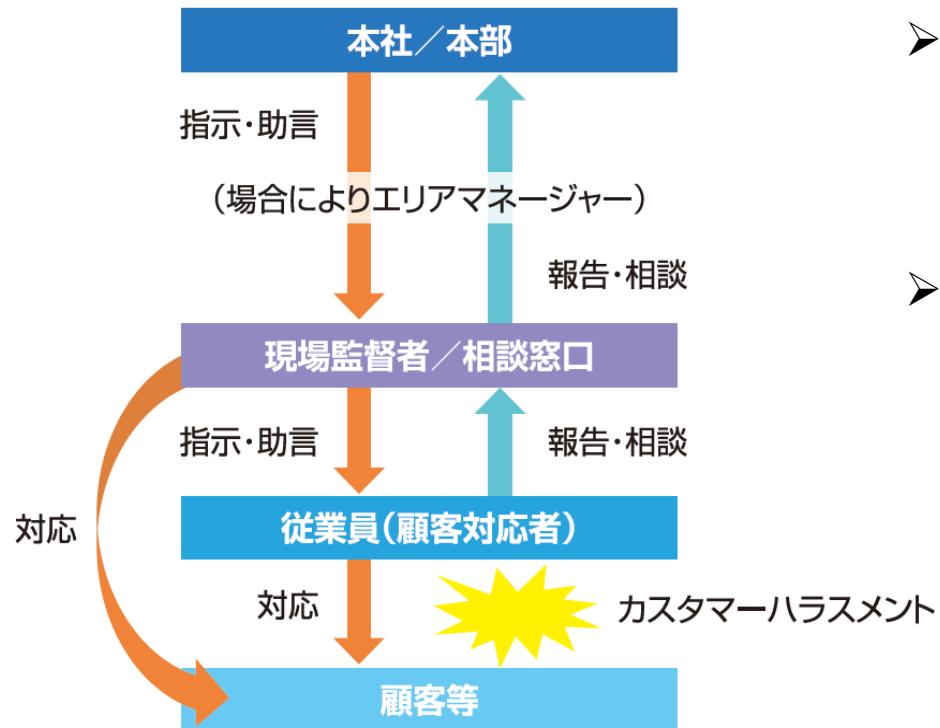 本社／本部
指示・助言
（場合によりエリアマネージャー）
報告・相談
現場監督者／相談窓口
指示・助言
報告・相談
対応
従業員（顧客対応者）
対応
カスタマーハラスメント
顧客等